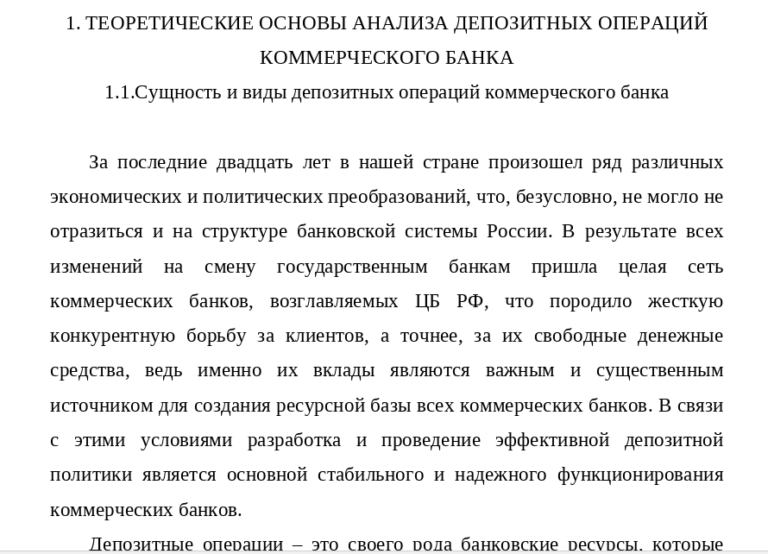 1. ТЕОРЕТИЧЕСКИЕ ОСНОВЫ АНАЛИЗА ДЕПОЗИТНЫХ ОПЕРАЦИЙ
КОММЕРЧЕСКОГО БАНКА
1.1.Сущность и виды депозитных операций коммерческого банка
За последние двадцать лет в нашей стране произошел ряд различных
экономических и политических преобразований, что, безусловно, не могло не
отразиться и на структуре банковской системы России. В результате всех
изменений на смену государственным банкам пришла целая сеть
коммерческих банков, возглавляемых ЦБ РФ, что породило жесткую
конкурентную борьбу за клиентов, а точнее, за их свободные денежные
средства, ведь именно их вклады являются важным и существенным
источником для создания ресурсной базы всех коммерческих банков. В связи
с этими условиями разработка и проведение эффективной депозитной
политики является основной стабильного и надежного функционирования
коммерческих банков.
Депозитные операции – это своего рода банковские ресурсы, которые